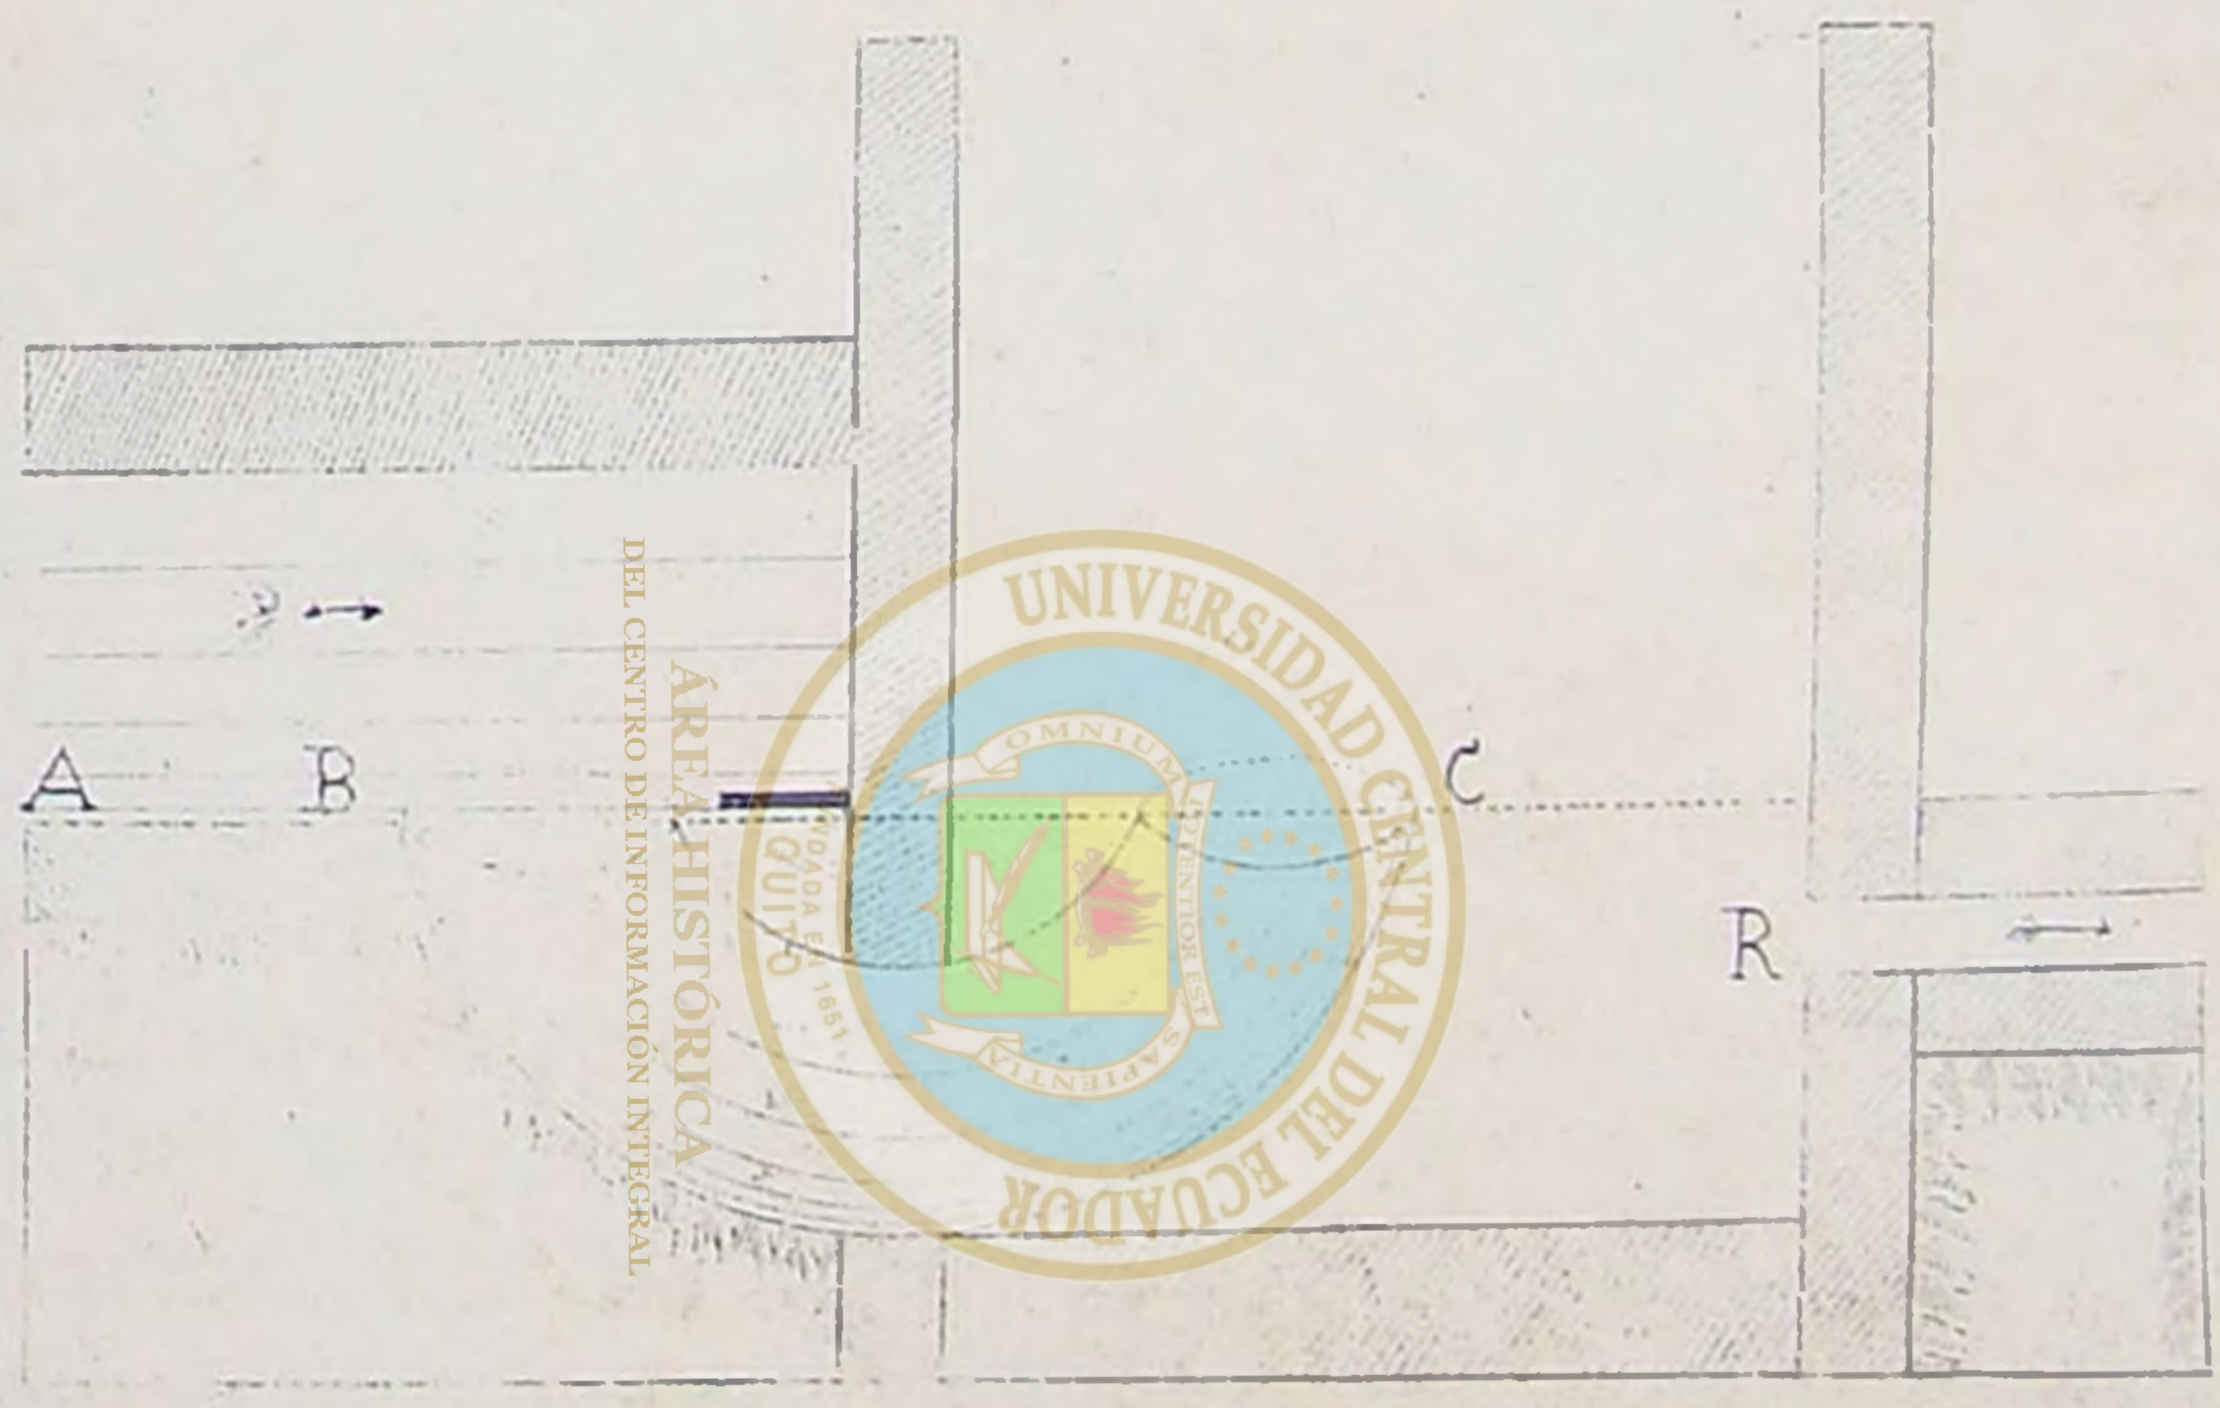 A
B
C
R
UNIVERSIDAD CENTRAL DEL ECUADOR
OMNIUM
POTENTIOR EST
SAPIENTIA
QUITO
ÁREA HISTÓRICA
DEL CENTRO DE INFORMACIÓN INTEGRAL